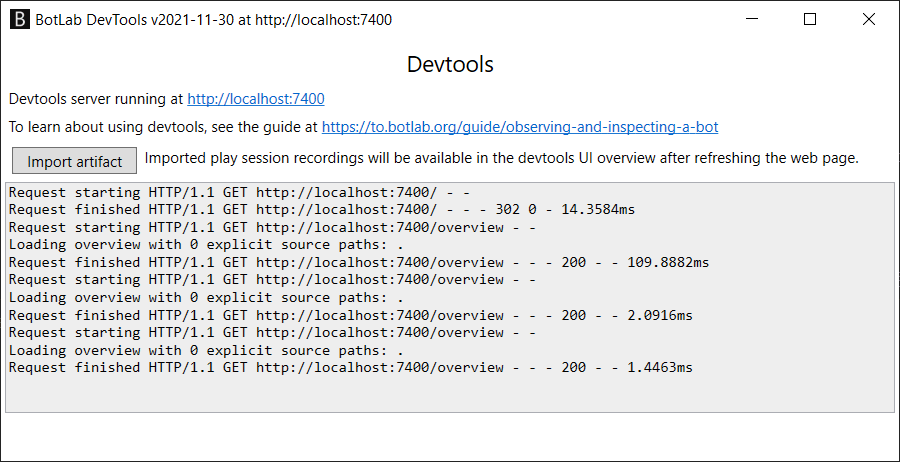 B BotLab DevTools v2021-11-30 at http://localhost:7400
Devtools
Devtools server running at http://localhost:7400
To learn about using devtools, see the guide at https://to.botlab.org/guide/observing-and-inspecting-a-bot
Import artifact Imported play session recordings will be available in the devtools UI overview after refreshing the web page.
Request starting HTTP/1.1 GET http://localhost:7400/ - -
Request finished HTTP/1.1 GET http://localhost:7400/ - - - 302 0 - 14.3584ms
Request starting HTTP/1.1 GET http://localhost:7400/overview - -
Loading overview with 0 explicit source paths: .
Request finished HTTP/1.1 GET http://localhost:7400/overview - - - 200 - - 109.8882ms
Request starting HTTP/1.1 GET http://localhost:7400/overview - -
Loading overview with 0 explicit source paths: .
Request finished HTTP/1.1 GET http://localhost:7400/overview - - - 200 - - 2.0916ms
Request starting HTTP/1.1 GET http://localhost:7400/overview - -
Loading overview with 0 explicit source paths: .
Request finished HTTP/1.1 GET http://localhost:7400/overview - - - 200 - - 1.4463ms